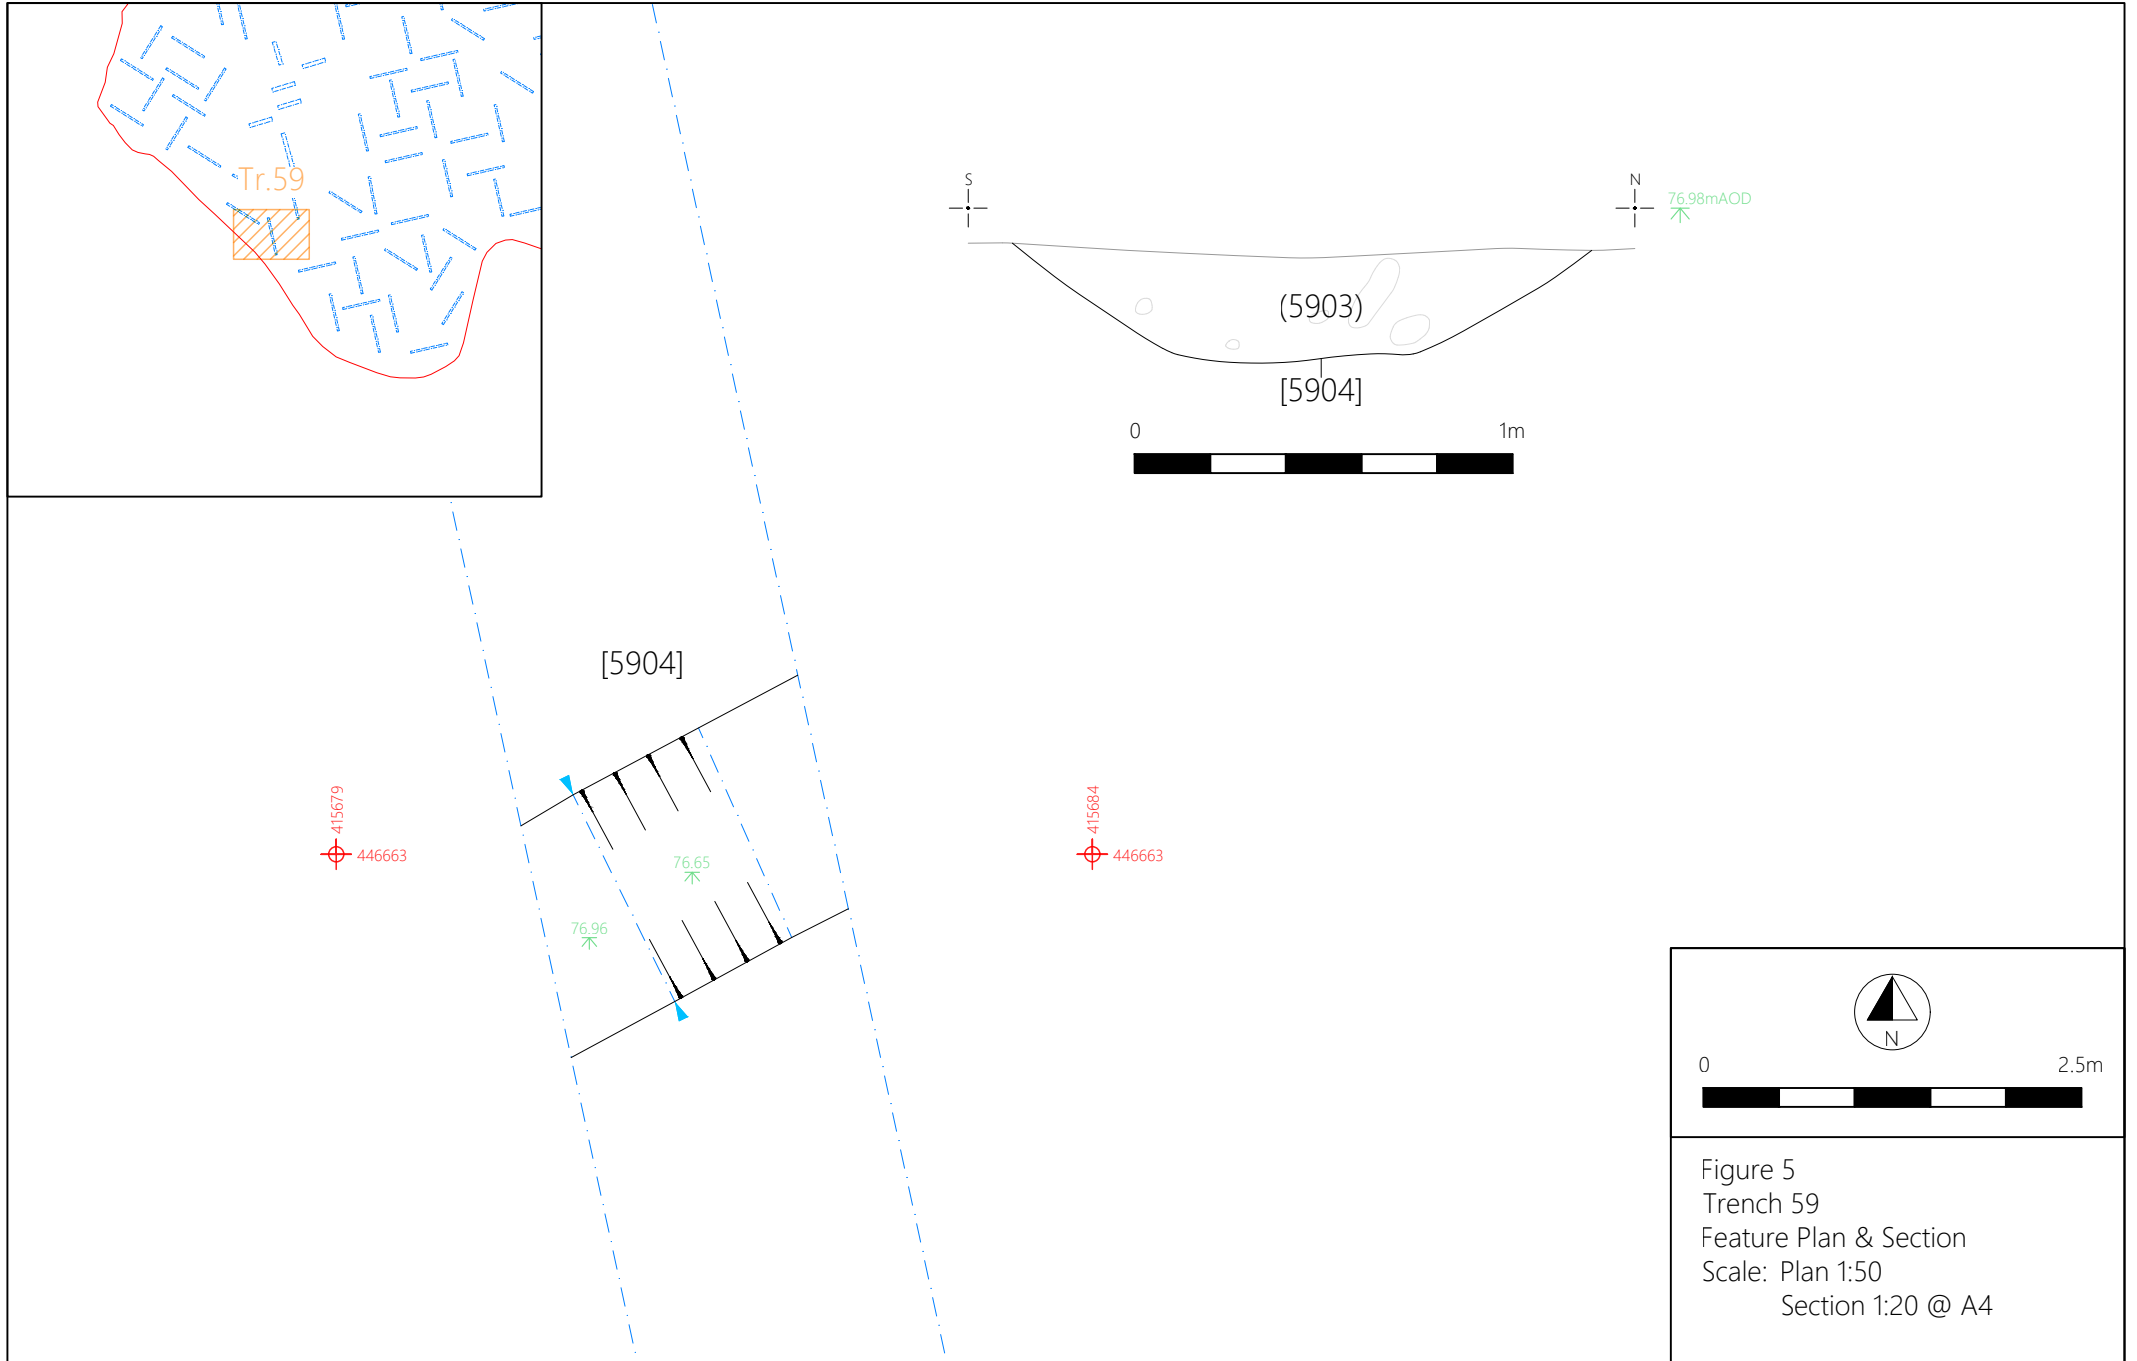 Tr.59
S
N
76.98mAOD
(5903)
[5904]
0 1m
[5904]
415679
446663
415684
446663
76.65
76.96
N
0 2.5m
Figure 5
Trench 59
Feature Plan & Section
Scale: Plan 1:50
Section 1:20 @ A4